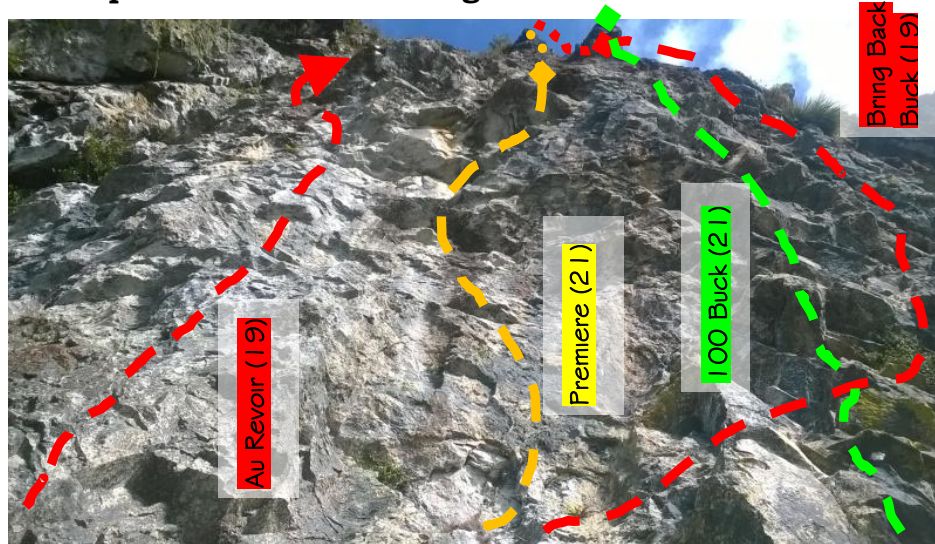 Au Revoir (19)
Premiere (21)
100 Buck (21)
Bring Back
Buck (19)